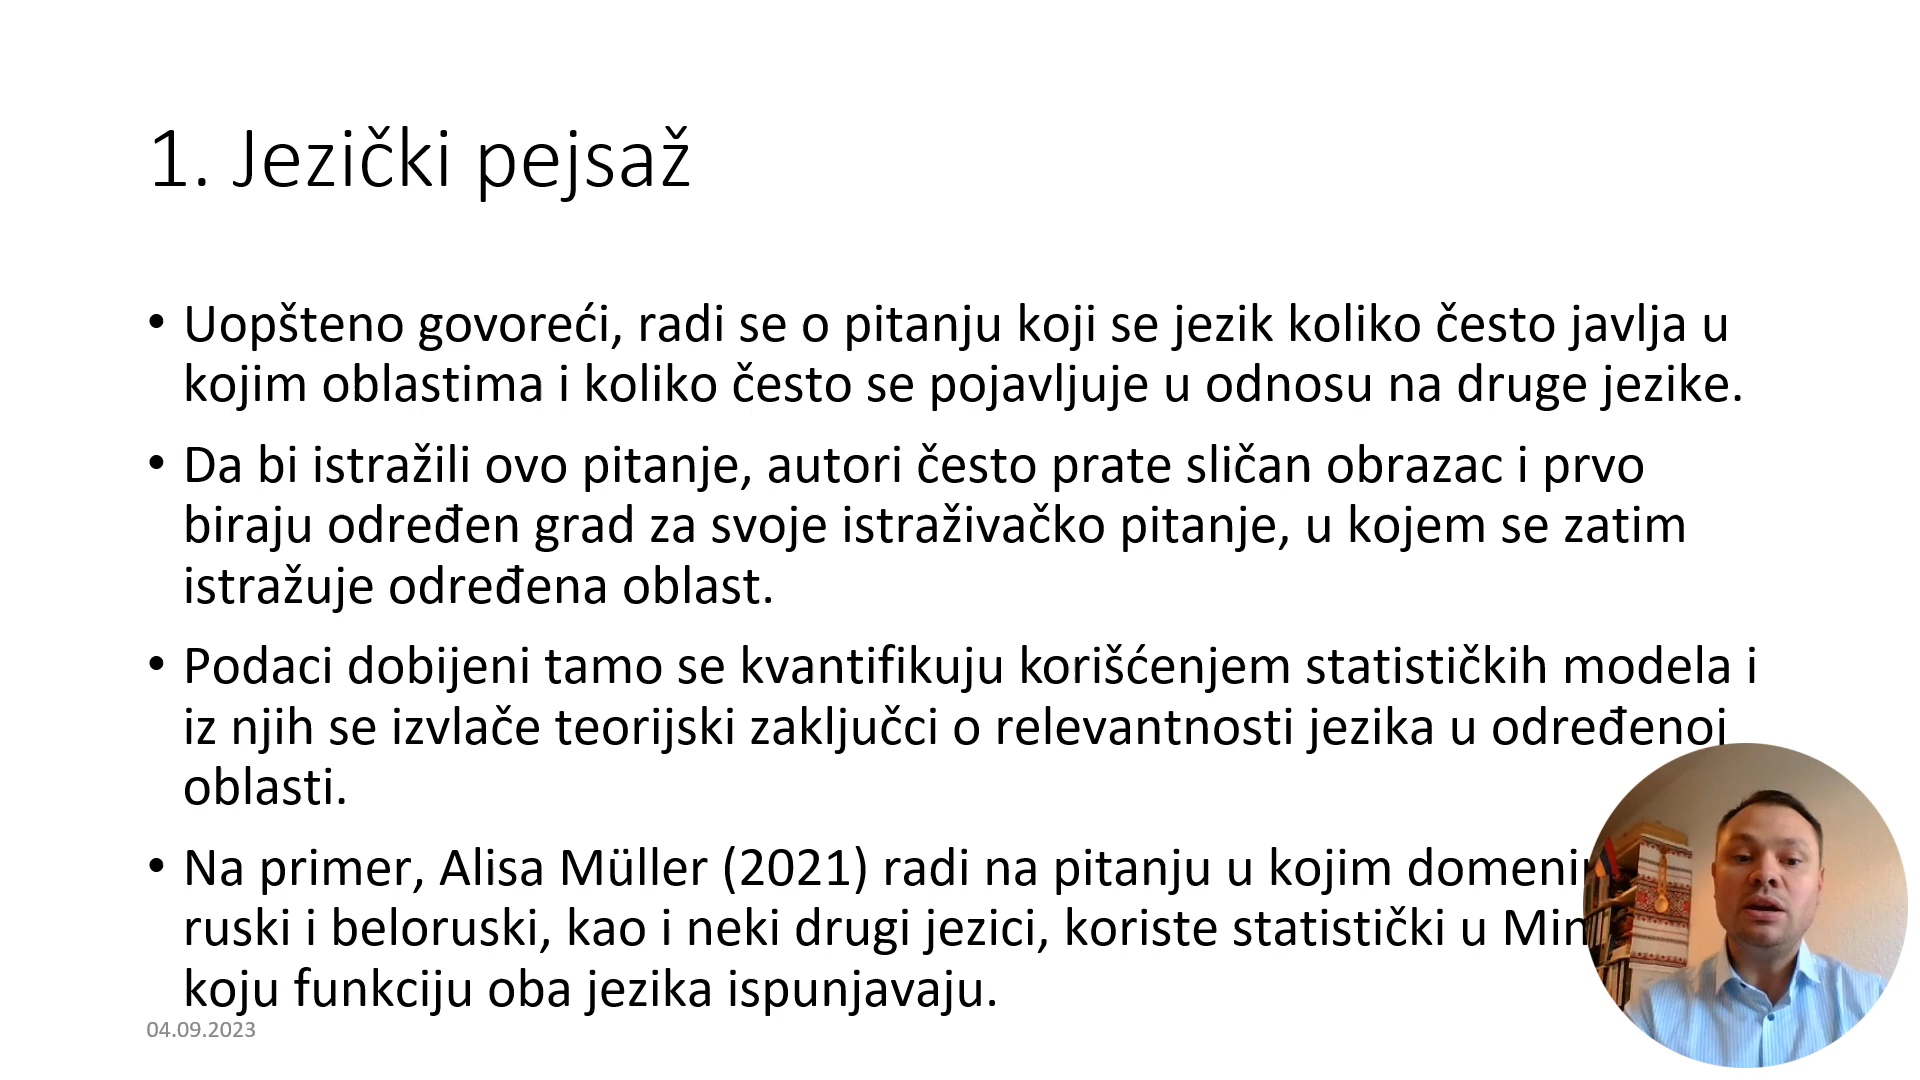 1. Jezički pejsaž
• Uopšteno govoreći, radi se o pitanju koji se jezik koliko često javlja u
kojim oblastima i koliko često se pojavljuje u odnosu na druge jezike.
• Da bi istražili ovo pitanje, autori često prate sličan obrazac i prvo
biraju određen grad za svoje istraživačko pitanje, u kojem se zatim
istražuje određena oblast.
• Podaci dobijeni tamo se kvantifikuju korišćenjem statističkih modela i
iz njih se izvlače teorijski zaključci o relevantnosti jezika u određenoj
oblasti.
• Na primer, Alisa Müller (2021) radi na pitanju u kojim
ruski i beloruski, kao i neki drugi jezici, koriste statistički u
koju funkciju oba jezika ispunjavaju.
04.09.2023